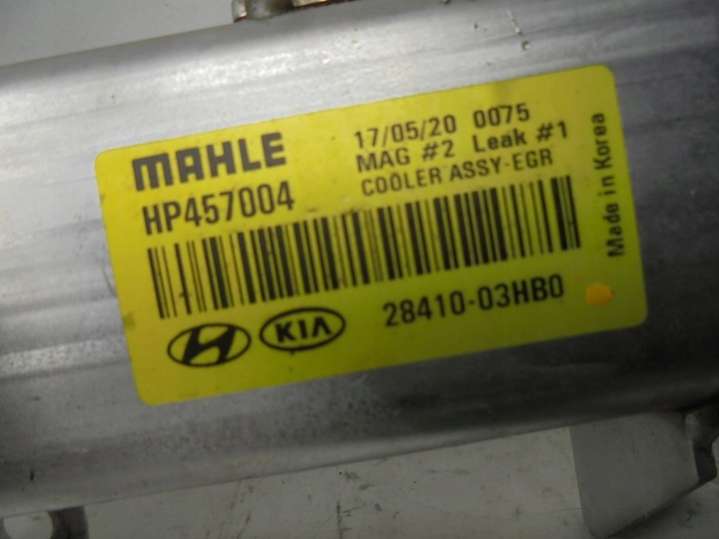 MAHLE
17/05/20 0075
MAG #2 Leak #1
COOLER ASSY-EGR
HP457004
Made in Korea
KIA
28410-03HB0